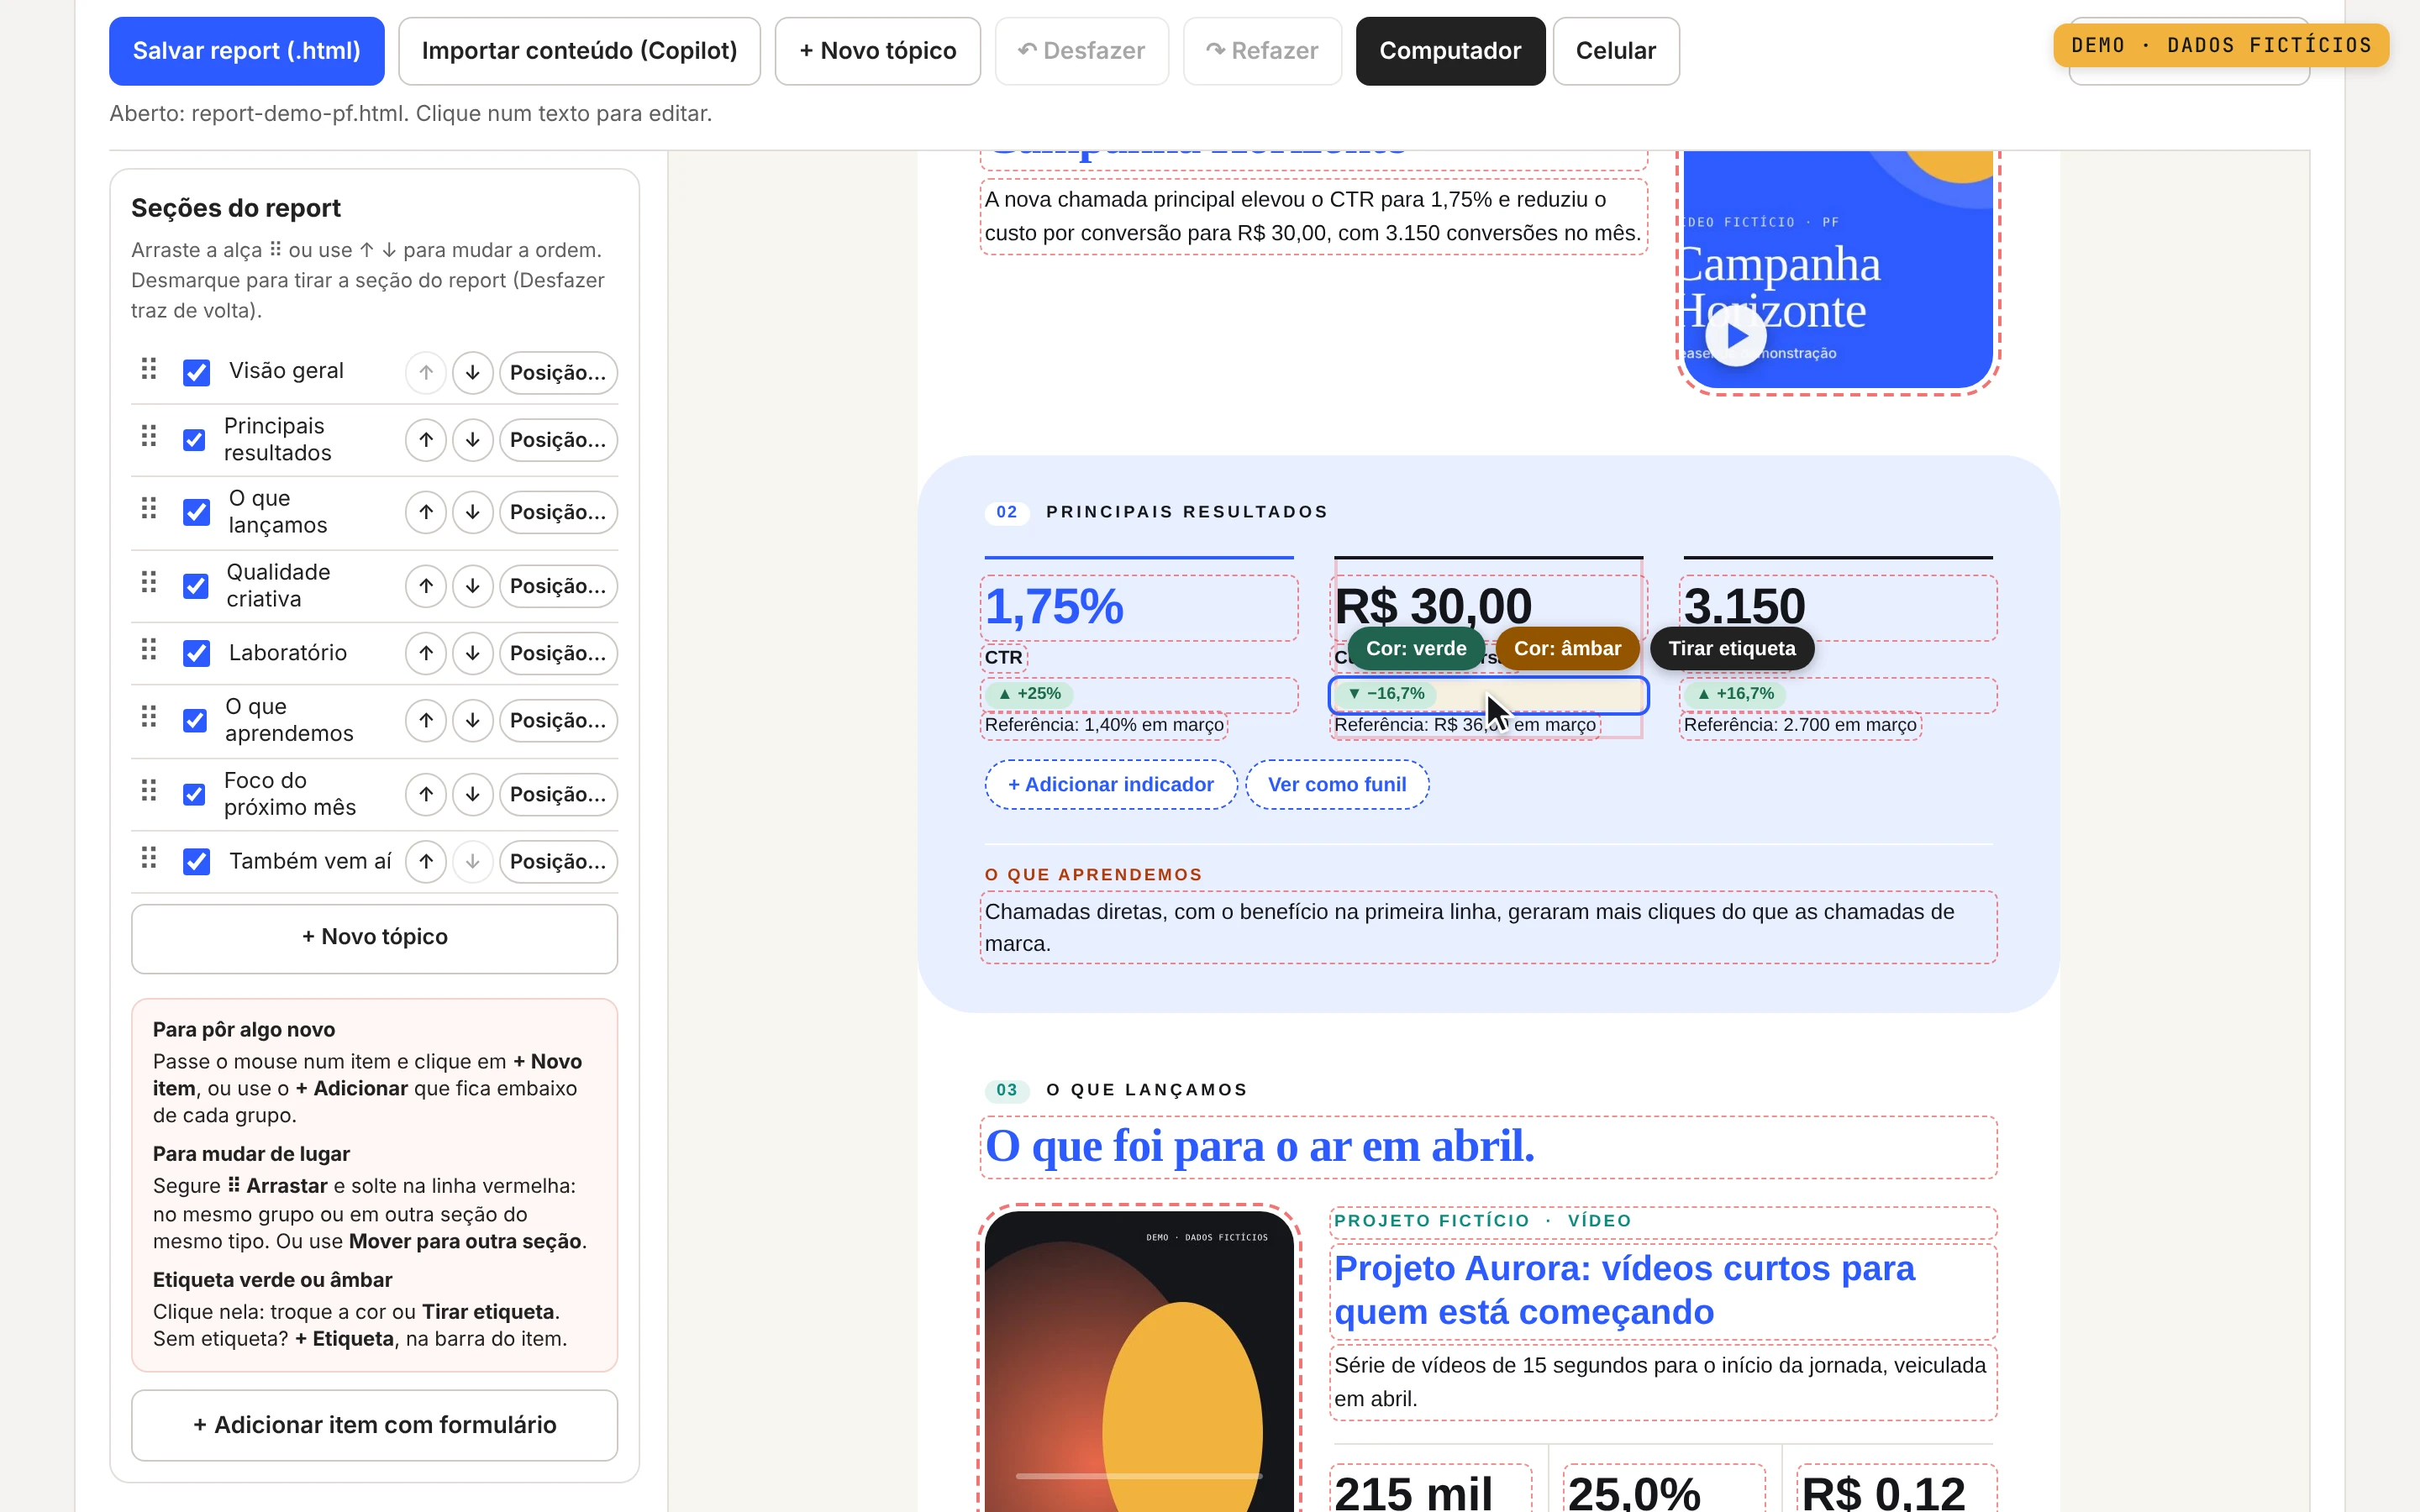 Salvar report (.html)
Importar conteúdo (Copilot)
+ Novo tópico
↶ Desfazer
↷ Refazer
Computador
Celular
DEMO · DADOS FICTÍCIOS
Aberto: report-demo-pf.html. Clique num texto para editar.
Seções do report
Arraste a alça ⠿ ou use ↑ ↓ para mudar a ordem.
Desmarque para tirar a seção do report (Desfazer
traz de volta).
Visão geral
↑ ↓ Posição...
Principais
resultados
↑ ↓ Posição...
O que
lançamos
↑ ↓ Posição...
Qualidade
criativa
↑ ↓ Posição...
Laboratório
↑ ↓ Posição...
O que
aprendemos
↑ ↓ Posição...
Foco do
próximo mês
↑ ↓ Posição...
Também vem aí
↑ ↓ Posição...
+ Novo tópico
Para pôr algo novo
Passe o mouse num item e clique em + Novo
item, ou use o + Adicionar que fica embaixo
de cada grupo.
Para mudar de lugar
Segure ⠿ Arrastar e solte na linha vermelha:
no mesmo grupo ou em outra seção do
mesmo tipo. Ou use Mover para outra seção.
Etiqueta verde ou âmbar
Clique nela: troque a cor ou Tirar etiqueta.
Sem etiqueta? + Etiqueta, na barra do item.
+ Adicionar item com formulário
A nova chamada principal elevou o CTR para 1,75% e reduziu o
custo por conversão para R$ 30,00, com 3.150 conversões no mês.
FICTÍCIO · PF
Campanha
Horizonte
02 PRINCIPAIS RESULTADOS
1,75%
CTR
▲ +25%
Referência: 1,40% em março
R$ 30,00
Cor: verde
Cor: âmbar
Tirar etiqueta
▼ −16,7%
Referência: R$ em março
3.150
▲ +16,7%
Referência: 2.700 em março
+ Adicionar indicador
Ver como funil
O QUE APRENDEMOS
Chamadas diretas, com o benefício na primeira linha, geraram mais cliques do que as chamadas de
marca.
03 O QUE LANÇAMOS
O que foi para o ar em abril.
DEMO · DADOS FICTÍCIOS
PROJETO FICTÍCIO · VÍDEO
Projeto Aurora: vídeos curtos para
quem está começando
Série de vídeos de 15 segundos para o início da jornada, veiculada
em abril.
215 mil
25,0%
R$ 0,12